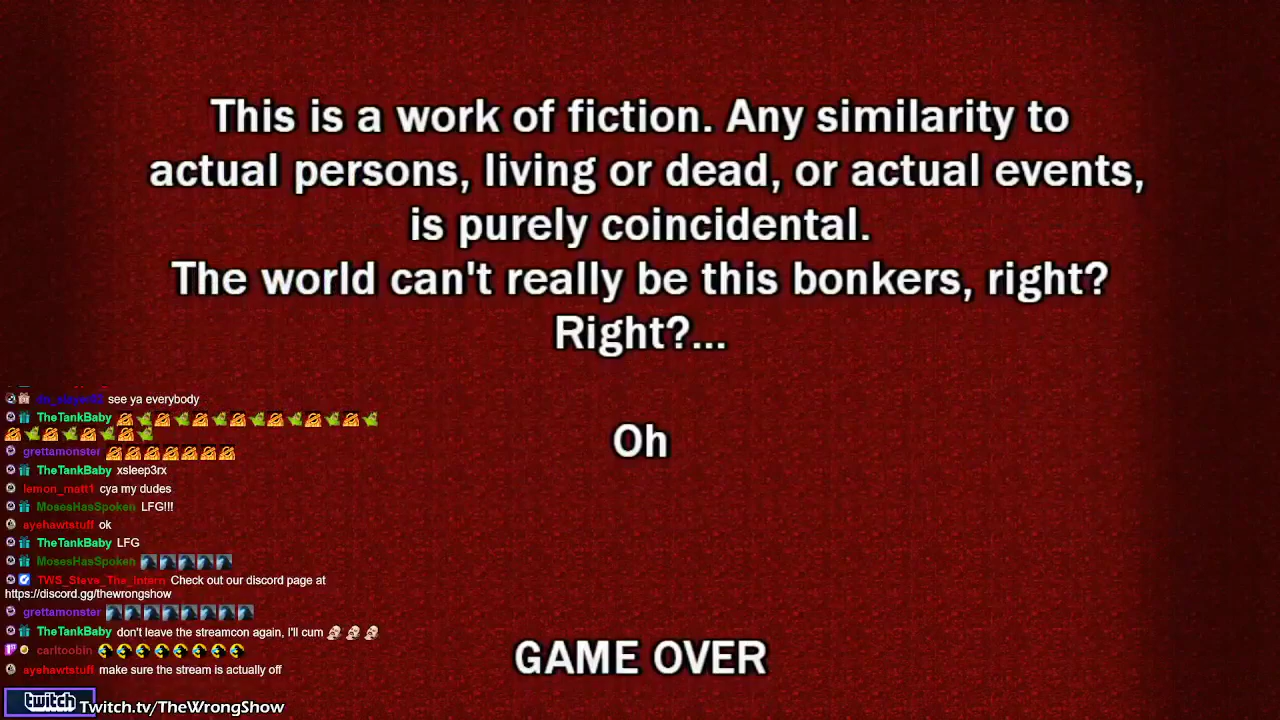 This is a work of fiction. Any similarity to
actual persons, living or dead, or actual events,
is purely coincidental.
The world can't really be this bonkers, right?
Right?...
Oh
see ya everybody
TheTankBaby
grettamonster
TheTankBaby xsleep3rx
lemon_matt1 cya my dudes
MosesHasSpoken LFG!!!
ayehawtstuff ok
TheTankBaby LFG
MosesHasSpoken
TWS_Steve_The_Intern Check out our discord page at
https://discord.gg/thewrongshow
grettamonster
TheTankBaby don't leave the streamcon again, I'll cum
carltoobin
ayehawtstuff make sure the stream is actually off
GAME OVER
twitch Twitch.tv/TheWrongShow